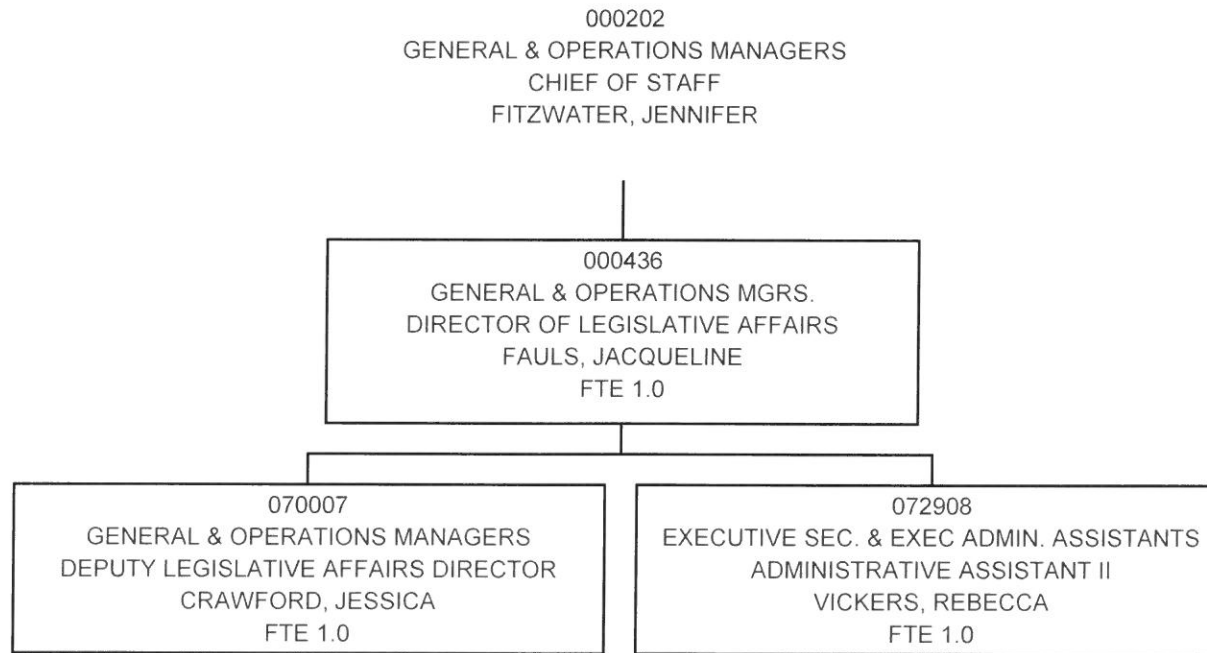 000202
GENERAL & OPERATIONS MANAGERS
CHIEF OF STAFF
FITZWATER, JENNIFER
000436
GENERAL & OPERATIONS MGRS.
DIRECTOR OF LEGISLATIVE AFFAIRS
FAULS, JACQUELINE
FTE 1.0
070007
GENERAL & OPERATIONS MANAGERS
DEPUTY LEGISLATIVE AFFAIRS DIRECTOR
CRAWFORD, JESSICA
FTE 1.0
072908
EXECUTIVE SEC. & EXEC ADMIN. ASSISTANTS
ADMINISTRATIVE ASSISTANT II
VICKERS, REBECCA
FTE 1.0